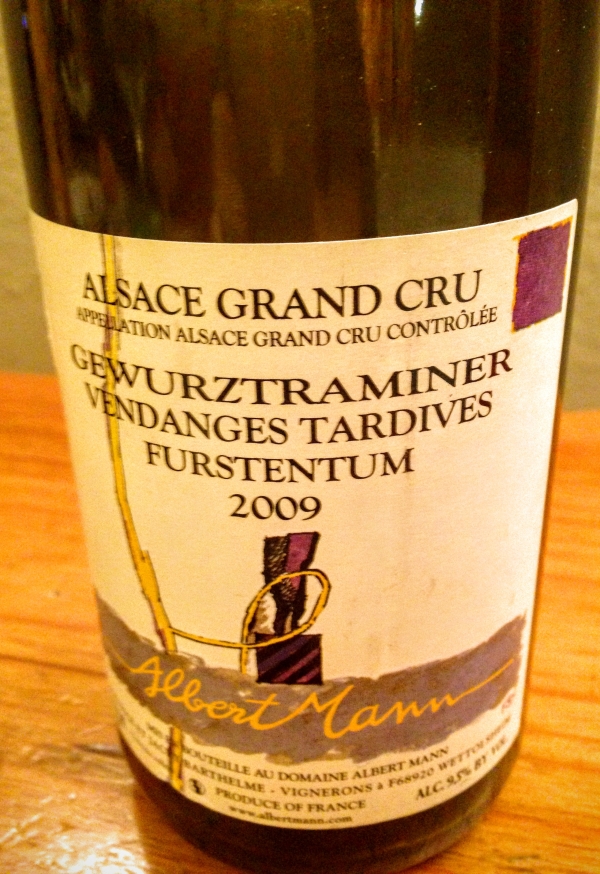 ALSACE GRAND CRU
APPELLATION ALSACE GRAND CRU CONTRÔLÉE
GEWURZTRAMINER
VENDANGES TARDIVES
FURSTENTUM
2009
Albert Mann
BOUTEILLE AU DOMAINE ALBERT MANN
BARTHELME - VIGNERONS à F68920 WETTOLSHEIM
PRODUCE OF FRANCE
ALC. 9,5% BY VOL.
www.albertmann.com